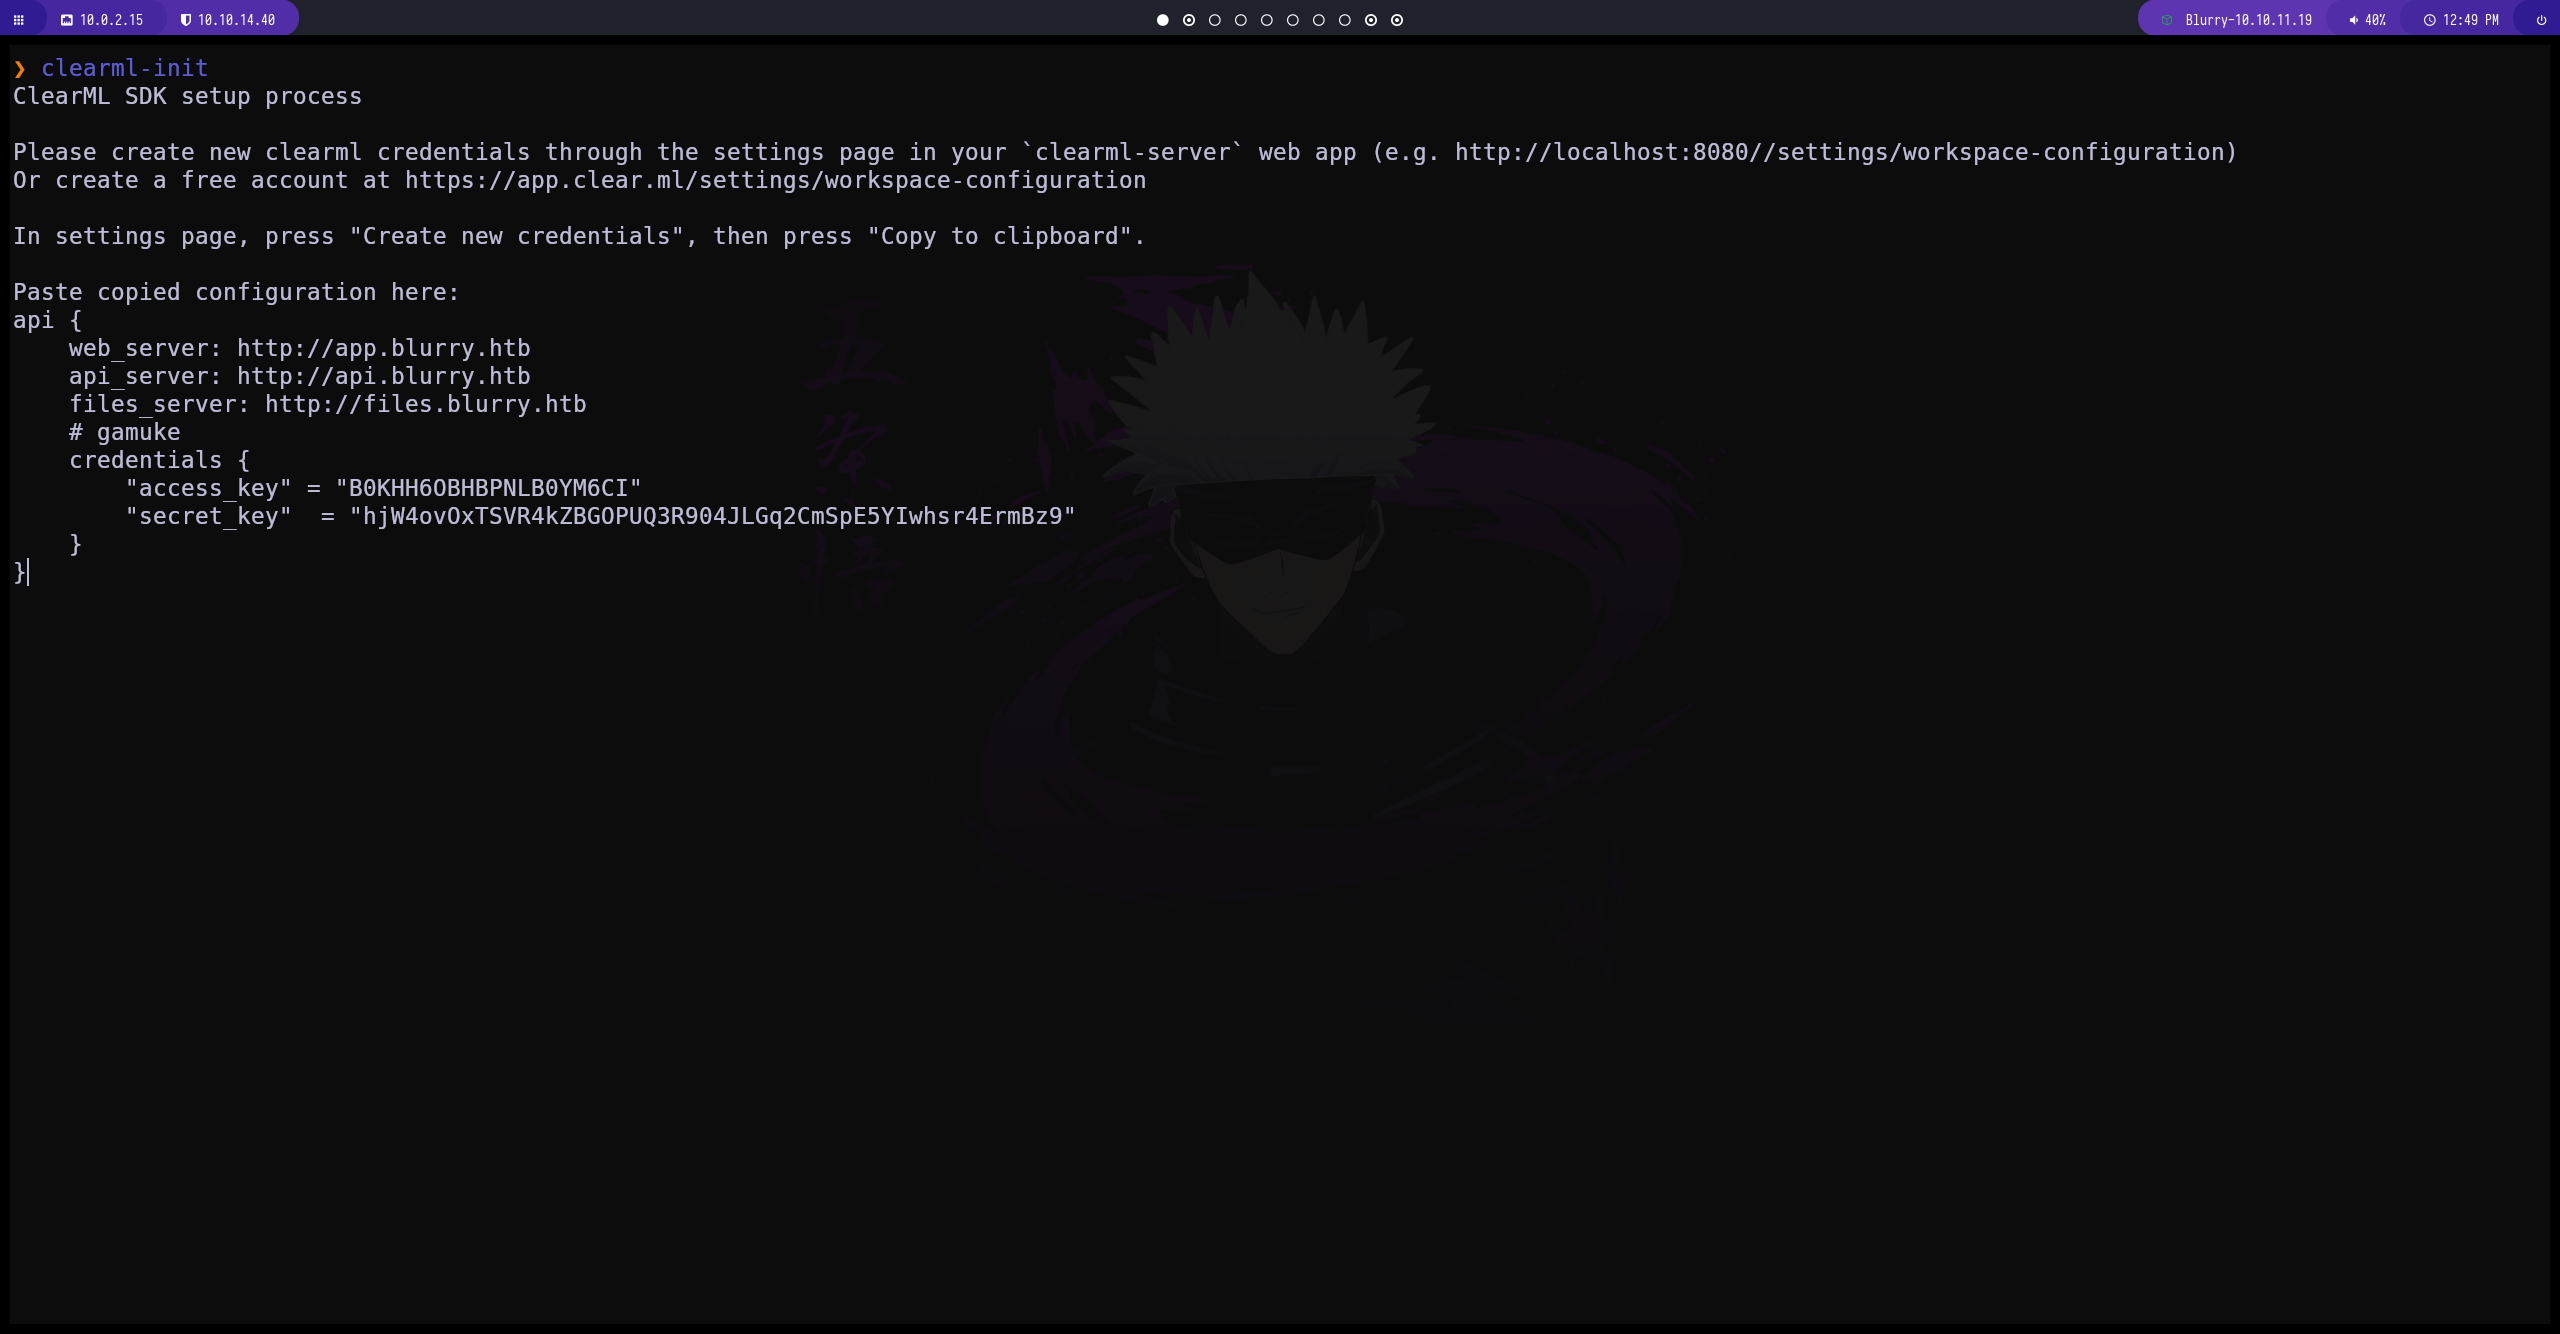 10.0.2.15 10.10.14.40 Blurry-10.10.11.19 40% 12:49 PM
❯ clearml-init
ClearML SDK setup process
Please create new clearml credentials through the settings page in your `clearml-server` web app (e.g. http://localhost:8080//settings/workspace-configuration)
Or create a free account at https://app.clear.ml/settings/workspace-configuration
In settings page, press "Create new credentials", then press "Copy to clipboard".
Paste copied configuration here:
api {
    web_server: http://app.blurry.htb
    api_server: http://api.blurry.htb
    files_server: http://files.blurry.htb
    # gamuke
    credentials {
        "access_key" = "B0KHH6OBHBPNLB0YM6CI"
        "secret_key"  = "hjW4ovOxTSVR4kZBGOPUQ3R904JLGq2CmSpE5YIwhsr4ErmBz9"
    }
}
五条悟